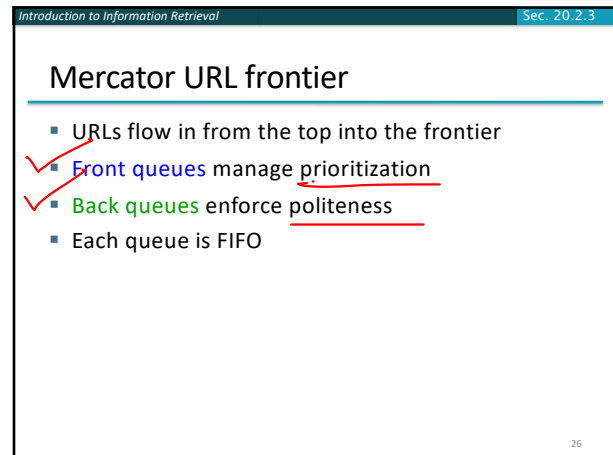 Introduction to Information Retrieval
Sec. 20.2.3
Mercator URL frontier
URLs flow in from the top into the frontier
Front queues manage prioritization
Back queues enforce politeness
Each queue is FIFO
26